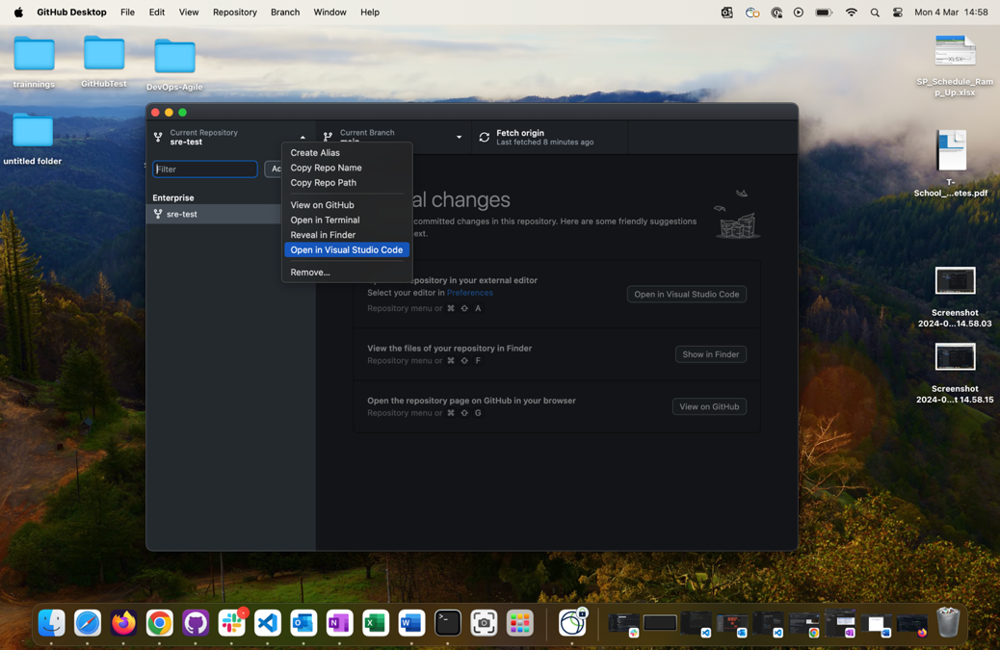 GitHub Desktop File Edit View Repository Branch Window Help Mon 4 Mar 14:58
trainnings
GitHubTest
DevOps-Agile
untitled folder
SP_Schedule_Ram
p_Up.xlsx
XLSX
T-
School_...etes.pdf
Screenshot
2024-0...14.58.03
Screenshot
2024-0...t 14.58.15
Current Repository
sre-test
Current Branch
main
Fetch origin
Last fetched 8 minutes ago
Filter
Enterprise
sre-test
Create Alias
Copy Repo Name
Copy Repo Path
View on GitHub
Open in Terminal
Reveal in Finder
Open in Visual Studio Code
Remove...
al changes
committed changes in this repository. Here are some friendly suggestions
ext.
repository in your external editor
Select your editor in Preferences
Repository menu or ⌘ ⇧ A
Open in Visual Studio Code
View the files of your repository in Finder
Repository menu or ⌘ ⇧ F
Show in Finder
Open the repository page on GitHub in your browser
Repository menu or ⌘ ⇧ G
View on GitHub